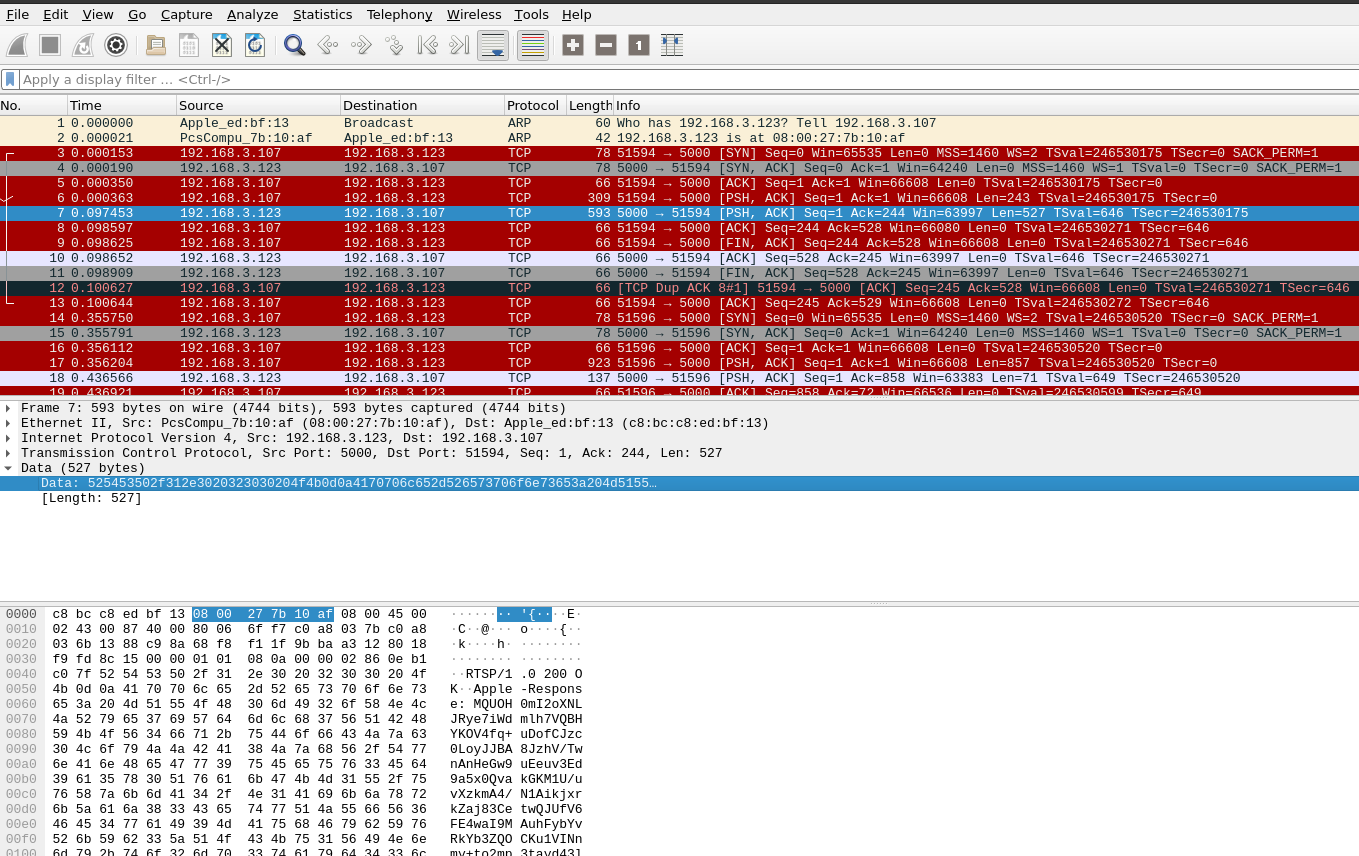 File Edit View Go Capture Analyze Statistics Telephony Wireless Tools Help
Apply a display filter … <Ctrl-/>
No. Time Source Destination Protocol Length Info
1 0.000000 Apple_ed:bf:13 Broadcast ARP 60 Who has 192.168.3.123? Tell 192.168.3.107
2 0.000021 PcsCompu_7b:10:af Apple_ed:bf:13 ARP 42 192.168.3.123 is at 08:00:27:7b:10:af
3 0.000153 192.168.3.107 192.168.3.123 TCP 78 51594 → 5000 [SYN] Seq=0 Win=65535 Len=0 MSS=1460 WS=2 TSval=246530175 TSecr=0 SACK_PERM=1
4 0.000190 192.168.3.123 192.168.3.107 TCP 78 5000 → 51594 [SYN, ACK] Seq=0 Ack=1 Win=64240 Len=0 MSS=1460 WS=1 TSval=0 TSecr=0 SACK_PERM=1
5 0.000350 192.168.3.107 192.168.3.123 TCP 66 51594 → 5000 [ACK] Seq=1 Ack=1 Win=66608 Len=0 TSval=246530175 TSecr=0
6 0.000363 192.168.3.107 192.168.3.123 TCP 309 51594 → 5000 [PSH, ACK] Seq=1 Ack=1 Win=66608 Len=243 TSval=246530175 TSecr=0
7 0.097453 192.168.3.123 192.168.3.107 TCP 593 5000 → 51594 [PSH, ACK] Seq=1 Ack=244 Win=63997 Len=527 TSval=646 TSecr=246530175
8 0.098597 192.168.3.107 192.168.3.123 TCP 66 51594 → 5000 [ACK] Seq=244 Ack=528 Win=66080 Len=0 TSval=246530271 TSecr=646
9 0.098625 192.168.3.107 192.168.3.123 TCP 66 51594 → 5000 [FIN, ACK] Seq=244 Ack=528 Win=66608 Len=0 TSval=246530271 TSecr=646
10 0.098652 192.168.3.123 192.168.3.107 TCP 66 5000 → 51594 [ACK] Seq=528 Ack=245 Win=63997 Len=0 TSval=646 TSecr=246530271
11 0.098909 192.168.3.123 192.168.3.107 TCP 66 5000 → 51594 [FIN, ACK] Seq=528 Ack=245 Win=63997 Len=0 TSval=646 TSecr=246530271
12 0.100627 192.168.3.107 192.168.3.123 TCP 66 [TCP Dup ACK 8#1] 51594 → 5000 [ACK] Seq=245 Ack=528 Win=66608 Len=0 TSval=246530271 TSecr=646
13 0.100644 192.168.3.107 192.168.3.123 TCP 66 51594 → 5000 [ACK] Seq=245 Ack=529 Win=66608 Len=0 TSval=246530272 TSecr=646
14 0.355750 192.168.3.107 192.168.3.123 TCP 78 51596 → 5000 [SYN] Seq=0 Win=65535 Len=0 MSS=1460 WS=2 TSval=246530520 TSecr=0 SACK_PERM=1
15 0.355791 192.168.3.123 192.168.3.107 TCP 78 5000 → 51596 [SYN, ACK] Seq=0 Ack=1 Win=64240 Len=0 MSS=1460 WS=1 TSval=0 TSecr=0 SACK_PERM=1
16 0.356112 192.168.3.107 192.168.3.123 TCP 66 51596 → 5000 [ACK] Seq=1 Ack=1 Win=66608 Len=0 TSval=246530520 TSecr=0
17 0.356204 192.168.3.107 192.168.3.123 TCP 923 51596 → 5000 [PSH, ACK] Seq=1 Ack=1 Win=66608 Len=857 TSval=246530520 TSecr=0
18 0.436566 192.168.3.123 192.168.3.107 TCP 137 5000 → 51596 [PSH, ACK] Seq=1 Ack=858 Win=63383 Len=71 TSval=649 TSecr=246530520
19 0.436921 192.168.3.107 192.168.3.123 TCP 66 51596 → 5000 [ACK] Seq=858 Ack=72 Win=66536 Len=0 TSval=246530599 TSecr=649
Frame 7: 593 bytes on wire (4744 bits), 593 bytes captured (4744 bits)
Ethernet II, Src: PcsCompu_7b:10:af (08:00:27:7b:10:af), Dst: Apple_ed:bf:13 (c8:bc:c8:ed:bf:13)
Internet Protocol Version 4, Src: 192.168.3.123, Dst: 192.168.3.107
Transmission Control Protocol, Src Port: 5000, Dst Port: 51594, Seq: 1, Ack: 244, Len: 527
Data (527 bytes)
Data: 525453502f312e3020323030204f4b0d0a4170706c652d526573706f6e73653a204d5155…
[Length: 527]
0000 c8 bc c8 ed bf 13 08 00 27 7b 10 af 08 00 45 00 ········ '{····E·
0010 02 43 00 87 40 00 80 06 6f f7 c0 a8 03 7b c0 a8 ·C··@··· o····{··
0020 03 6b 13 88 c9 8a 68 f8 f1 1f 9b ba a3 12 80 18 ·k····h· ········
0030 f9 fd 8c 15 00 00 01 01 08 0a 00 00 02 86 0e b1 ········ ········
0040 c0 7f 52 54 53 50 2f 31 2e 30 20 32 30 30 20 4f ··RTSP/1 .0 200 O
0050 4b 0d 0a 41 70 70 6c 65 2d 52 65 73 70 6f 6e 73 K··Apple -Respons
0060 65 3a 20 4d 51 55 4f 48 30 6d 49 32 6f 58 4e 4c e: MQUOH 0mI2oXNL
0070 4a 52 79 65 37 69 57 64 6d 6c 68 37 56 51 42 48 JRye7iWd mlh7VQBH
0080 59 4b 4f 56 34 66 71 2b 75 44 6f 66 43 4a 7a 63 YKOV4fq+ uDofCJzc
0090 30 4c 6f 79 4a 4a 42 41 38 4a 7a 68 56 2f 54 77 0LoyJJBA 8JzhV/Tw
00a0 6e 41 6e 48 65 47 77 39 75 45 65 75 76 33 45 64 nAnHeGw9 uEeuv3Ed
00b0 39 61 35 78 30 51 76 61 6b 47 4b 4d 31 55 2f 75 9a5x0Qva kGKM1U/u
00c0 76 58 7a 6b 6d 41 34 2f 4e 31 41 69 6b 6a 78 72 vXzkmA4/ N1Aikjxr
00d0 6b 5a 61 6a 38 33 43 65 74 77 51 4a 55 66 56 36 kZaj83Ce twQJUfV6
00e0 46 45 34 77 61 49 39 4d 41 75 68 46 79 62 59 76 FE4waI9M AuhFybYv
00f0 52 6b 59 62 33 5a 51 4f 43 4b 75 31 56 49 4e 6e RkYb3ZQO CKu1VINn
0100 6d 79 2b 74 6f 32 6d 70 33 74 61 79 64 34 33 6c my+to2mp 3tayd43l